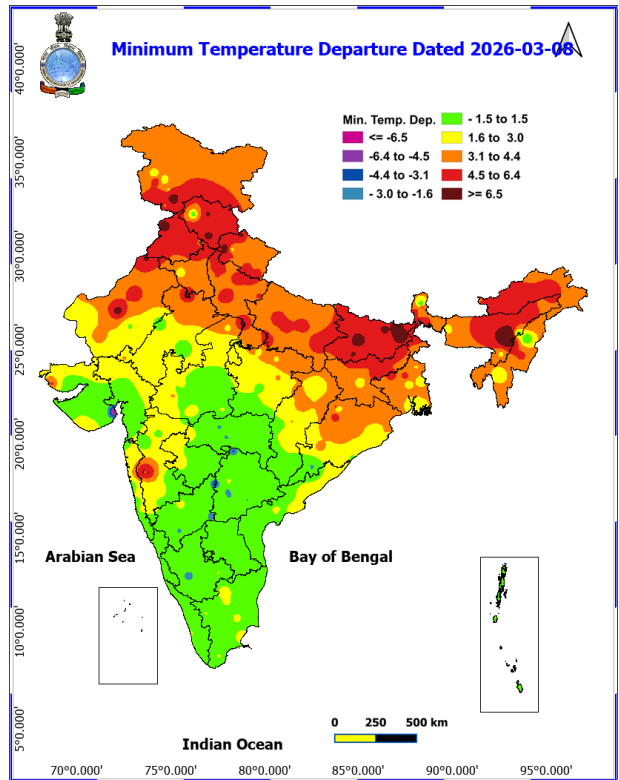 Minimum Temperature Departure Dated 2026-03-08
Min. Temp. Dep.
<= -6.5
-6.4 to -4.5
-4.4 to -3.1
- 3.0 to -1.6
- 1.5 to 1.5
1.6 to 3.0
3.1 to 4.4
4.5 to 6.4
>= 6.5
40°0.000'
35°0.000'
30°0.000'
25°0.000'
20°0.000'
15°0.000'
10°0.000'
5°0.000'
Arabian Sea
Bay of Bengal
Indian Ocean
0 250 500 km
70°0.000' 75°0.000' 80°0.000' 85°0.000' 90°0.000' 95°0.000'